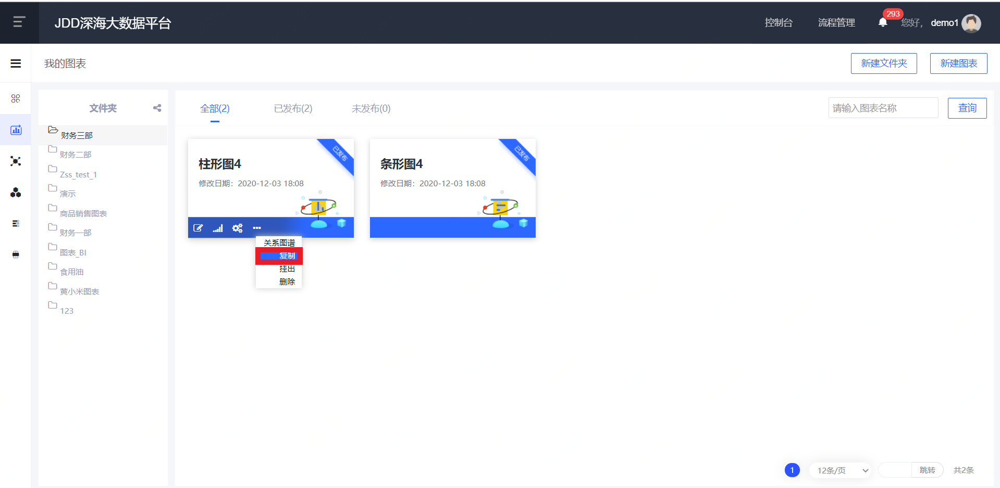 JDD深海大数据平台
控制台
流程管理
293
您好，
demo1
我的图表
新建文件夹
新建图表
文件夹
财务三部
财务二部
Zss_test_1
演示
商品销售图表
财务一部
图表_BI
食用油
黄小米图表
123
全部(2)
已发布(2)
未发布(0)
请输入图表名称
查询
已发布
柱形图4
修改日期：2020-12-03 18:08
已发布
条形图4
修改日期：2020-12-03 18:08
关系图谱
复制
挂出
删除
1
12条/页
跳转
共2条